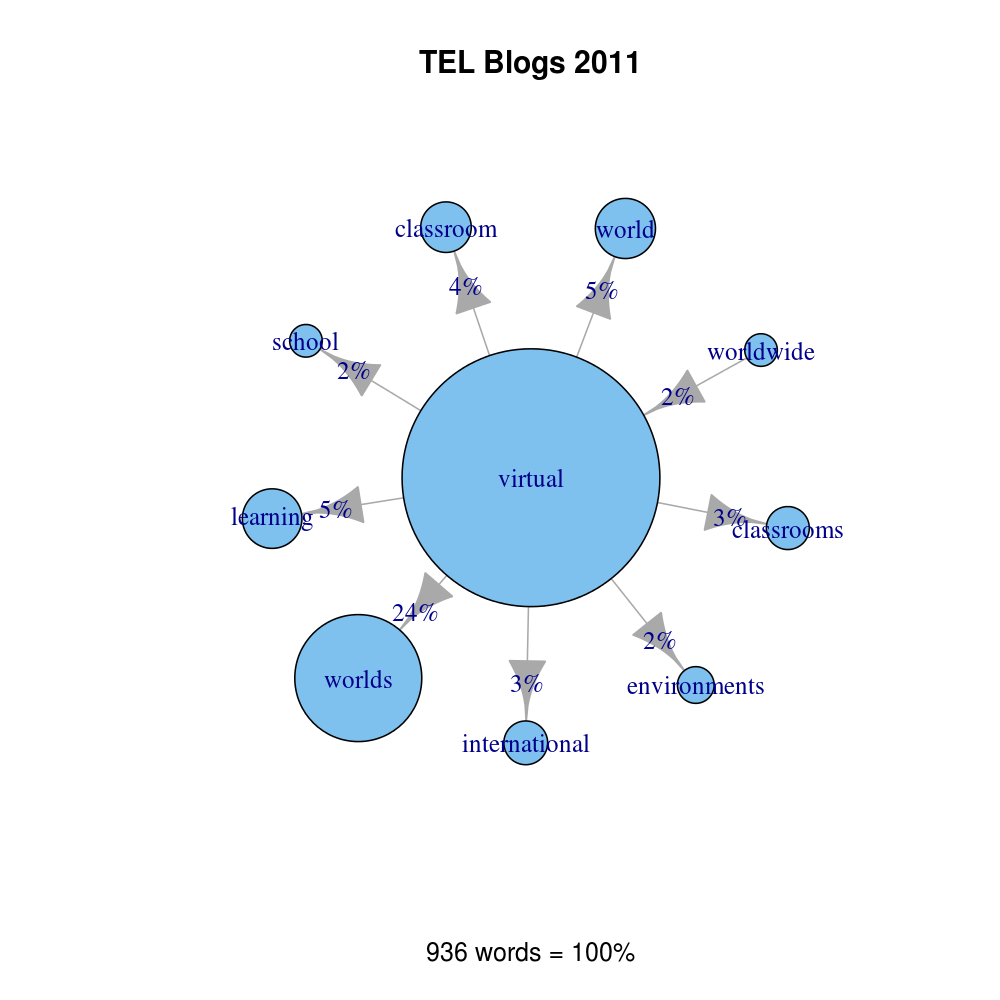 TEL Blogs 2011
classroom
world
4%
5%
school
worldwide
2%
2%
virtual
learning
5%
3%
classrooms
24%
2%
worlds
3%
environments
international
936 words = 100%